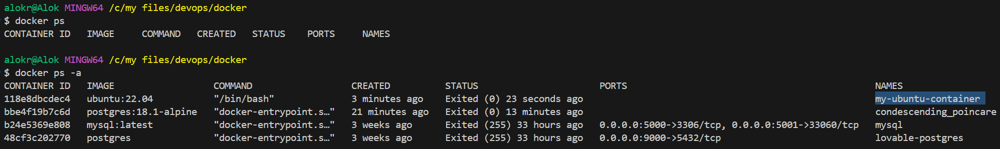 alokr@Alok MINGW64 /c/my files/devops/docker
$ docker ps
CONTAINER ID   IMAGE     COMMAND   CREATED   STATUS    PORTS     NAMES
alokr@Alok MINGW64 /c/my files/devops/docker
$ docker ps -a
CONTAINER ID   IMAGE                  COMMAND                  CREATED          STATUS                      PORTS                                              NAMES
118e8dbcdec4   ubuntu:22.04           "/bin/bash"              3 minutes ago    Exited (0) 23 seconds ago                                                      my-ubuntu-container
bbe4f19b7c6d   postgres:18.1-alpine   "docker-entrypoint.s…"   21 minutes ago   Exited (0) 13 minutes ago                                                      condescending_poincare
b24e5369e808   mysql:latest           "docker-entrypoint.s…"   3 weeks ago      Exited (255) 33 hours ago   0.0.0.0:5000->3306/tcp, 0.0.0.0:5001->33060/tcp   mysql
48cf3c202770   postgres               "docker-entrypoint.s…"   3 weeks ago      Exited (255) 33 hours ago   0.0.0.0:9000->5432/tcp                             lovable-postgres